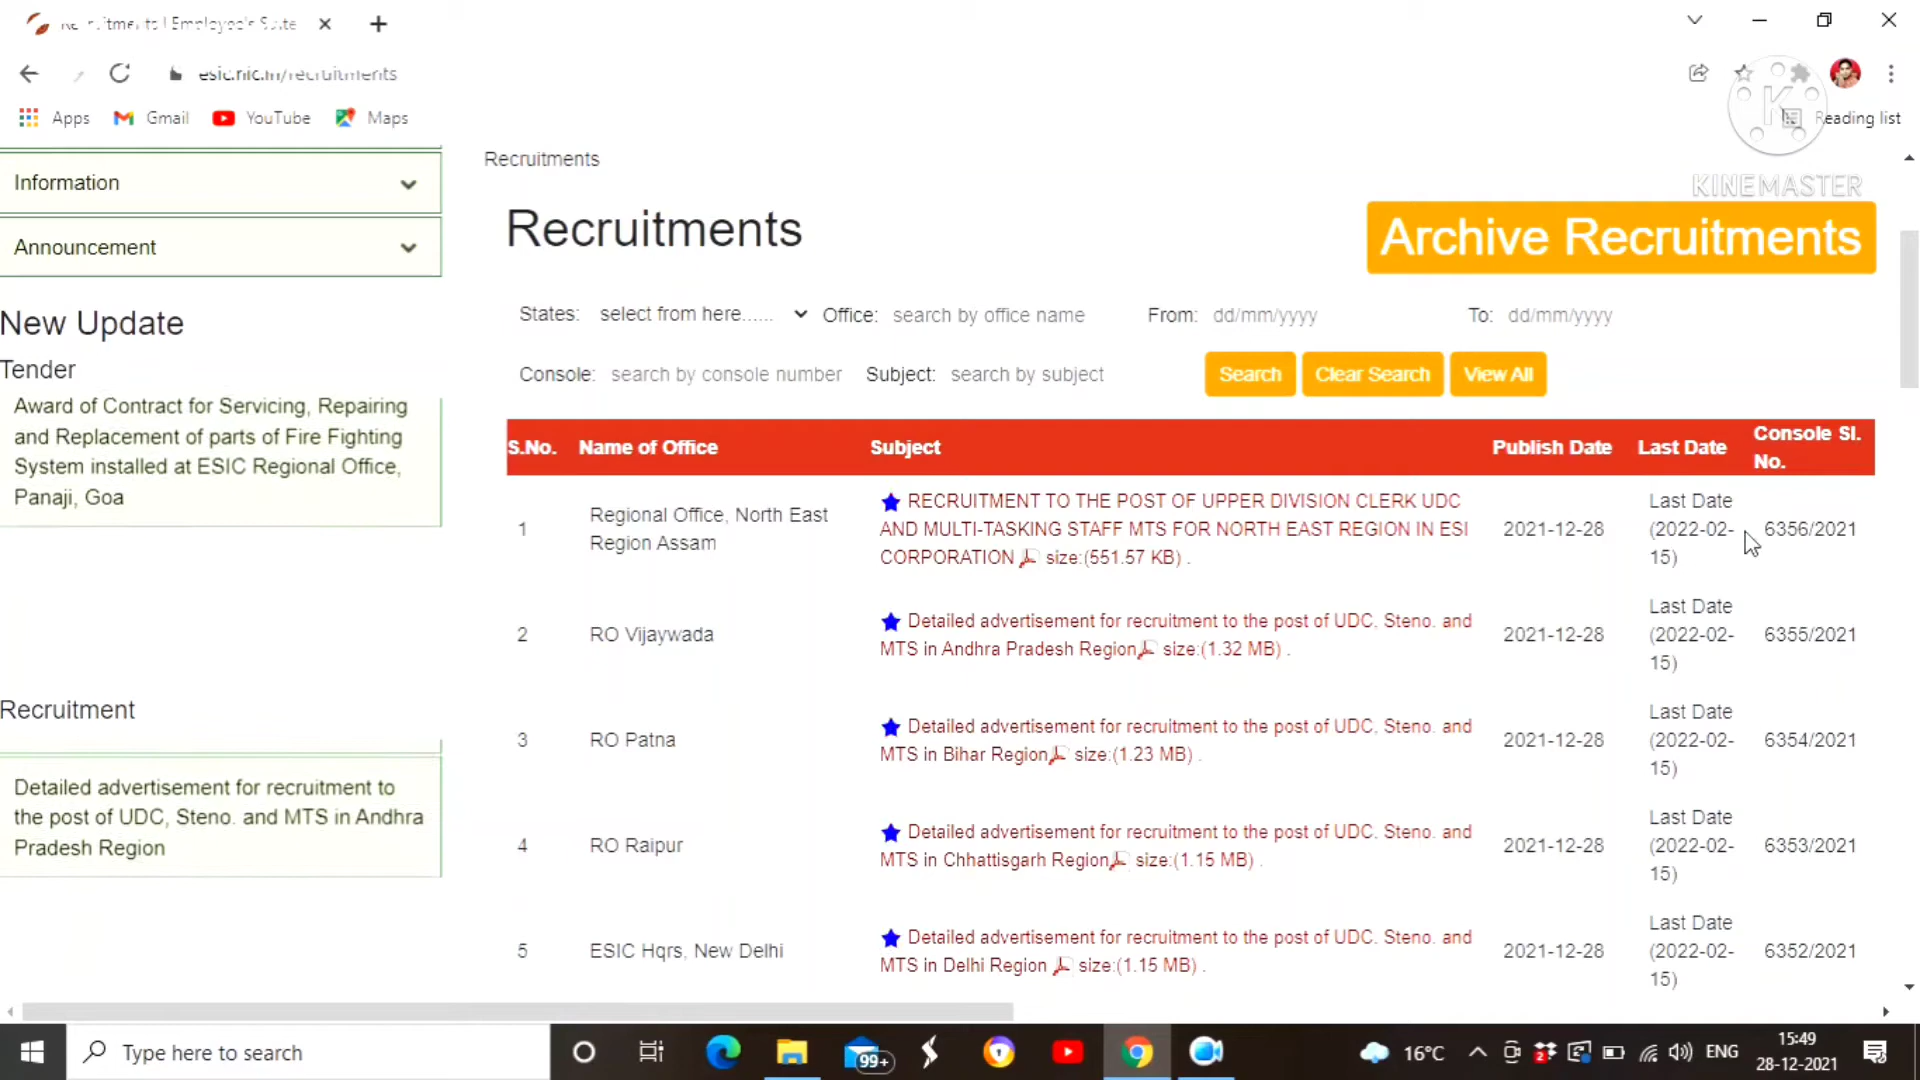 esic.nic.in/recruitments
Apps Gmail YouTube Maps
Reading list
KINEMASTER
Information
Announcement
New Update
Tender
Award of Contract for Servicing, Repairing
and Replacement of parts of Fire Fighting
System installed at ESIC Regional Office,
Panaji, Goa
Recruitment
Detailed advertisement for recruitment to
the post of UDC, Steno. and MTS in Andhra
Pradesh Region
Recruitments
Recruitments
Archive Recruitments
States: select from here...... Office: search by office name From: dd/mm/yyyy To: dd/mm/yyyy
Console: search by console number Subject: search by subject Search Clear Search View All
S.No. Name of Office Subject Publish Date Last Date Console Sl.
No.
1 Regional Office, North East
Region Assam
RECRUITMENT TO THE POST OF UPPER DIVISION CLERK UDC
AND MULTI-TASKING STAFF MTS FOR NORTH EAST REGION IN ESI
CORPORATION size:(551.57 KB) .
2021-12-28
Last Date
(2022-02-
15)
6356/2021
2 RO Vijaywada
Detailed advertisement for recruitment to the post of UDC, Steno. and
MTS in Andhra Pradesh Region size:(1.32 MB) .
2021-12-28
Last Date
(2022-02-
15)
6355/2021
3 RO Patna
Detailed advertisement for recruitment to the post of UDC, Steno. and
MTS in Bihar Region size:(1.23 MB) .
2021-12-28
Last Date
(2022-02-
15)
6354/2021
4 RO Raipur
Detailed advertisement for recruitment to the post of UDC, Steno. and
MTS in Chhattisgarh Region size:(1.15 MB) .
2021-12-28
Last Date
(2022-02-
15)
6353/2021
5 ESIC Hqrs, New Delhi
Detailed advertisement for recruitment to the post of UDC, Steno. and
MTS in Delhi Region size:(1.15 MB) .
2021-12-28
Last Date
(2022-02-
15)
6352/2021
Type here to search
99+
16°C
ENG
15:49
28-12-2021